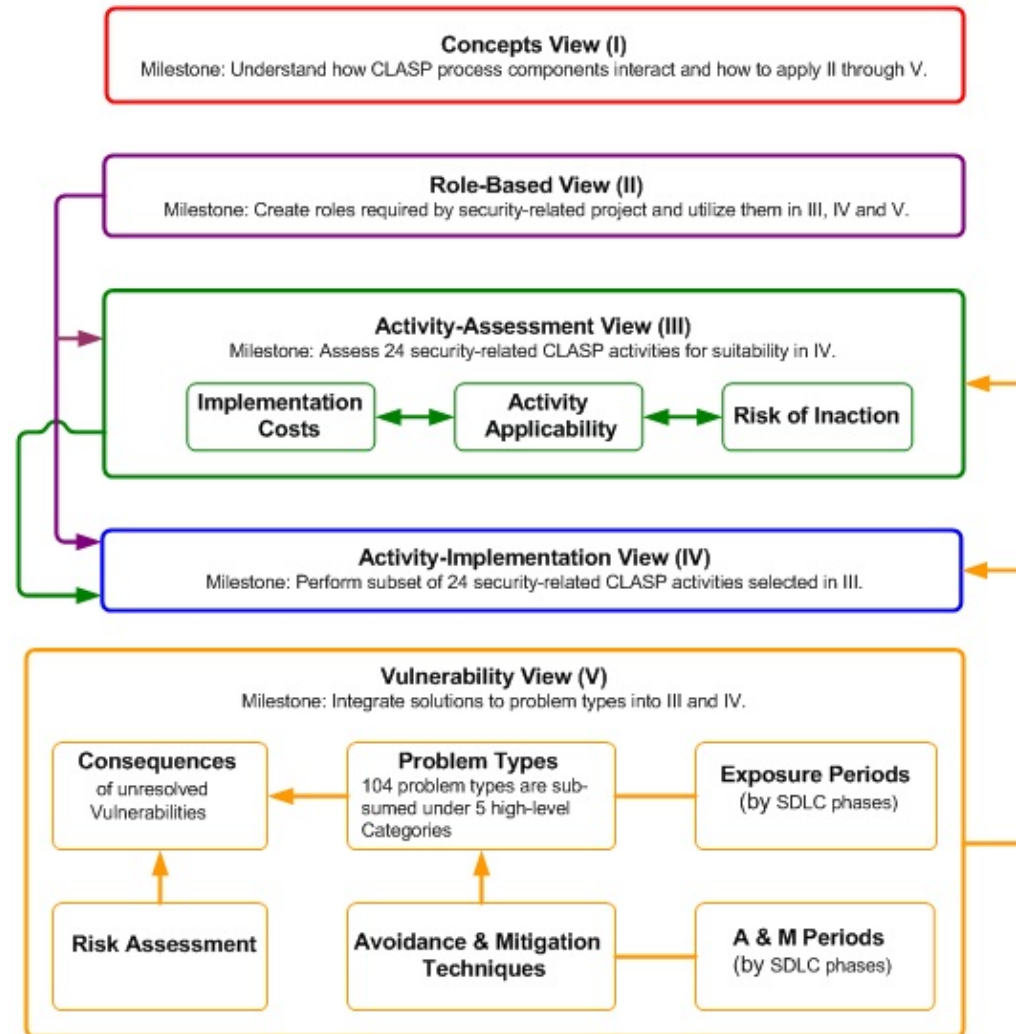 Concepts View (I)
Milestone: Understand how CLASP process components interact and how to apply II through V.
Role-Based View (II)
Milestone: Create roles required by security-related project and utilize them in III, IV and V.
Activity-Assessment View (III)
Milestone: Assess 24 security-related CLASP activities for suitability in IV.
Implementation
Costs
Activity
Applicability
Risk of Inaction
Activity-Implementation View (IV)
Milestone: Perform subset of 24 security-related CLASP activities selected in III.
Vulnerability View (V)
Milestone: Integrate solutions to problem types into III and IV.
Consequences
of unresolved
Vulnerabilities
Problem Types
104 problem types are sub-
sumed under 5 high-level
Categories
Exposure Periods
(by SDLC phases)
Risk Assessment
Avoidance & Mitigation
Techniques
A & M Periods
(by SDLC phases)